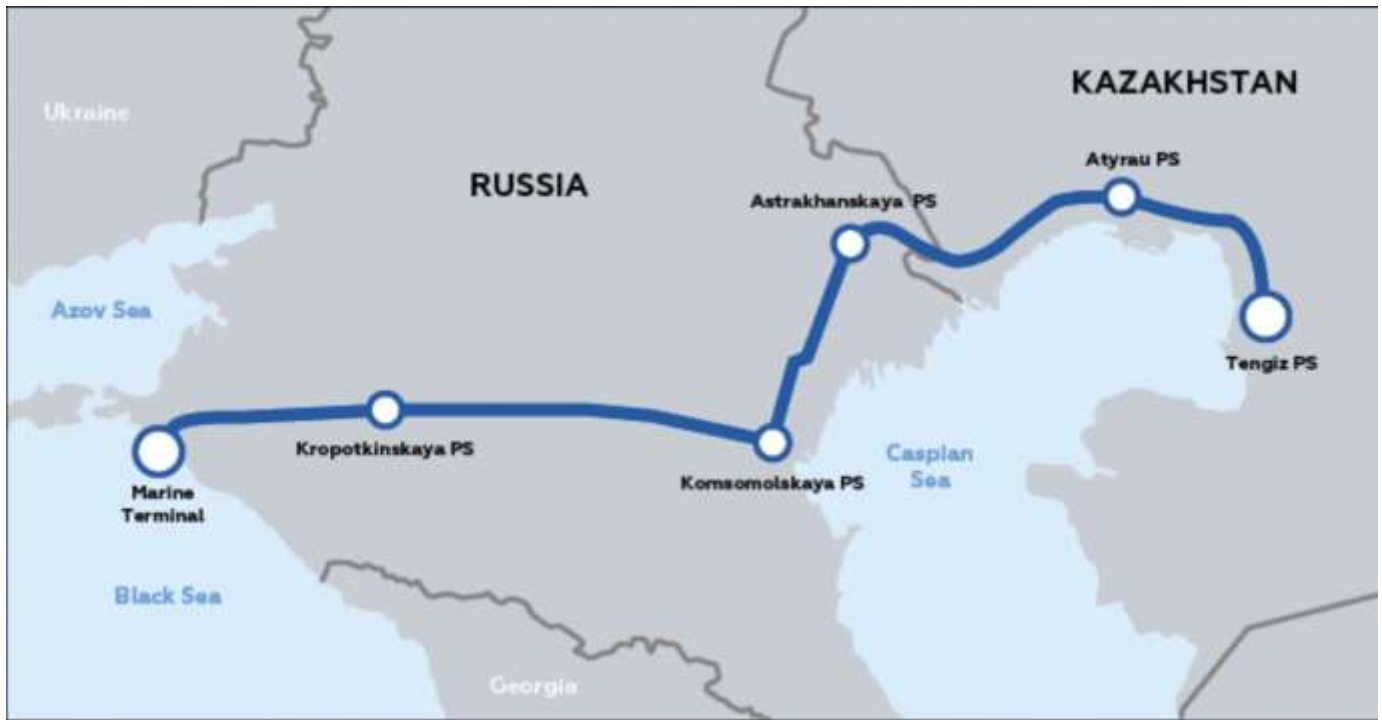 Ukraine
KAZAKHSTAN
RUSSIA
Atyrau PS
Astrakhanskaya PS
Azov Sea
Tengiz PS
Kropotkinskaya PS
Caspian
Sea
Komsomolskaya PS
Marine
Terminal
Black Sea
Georgia